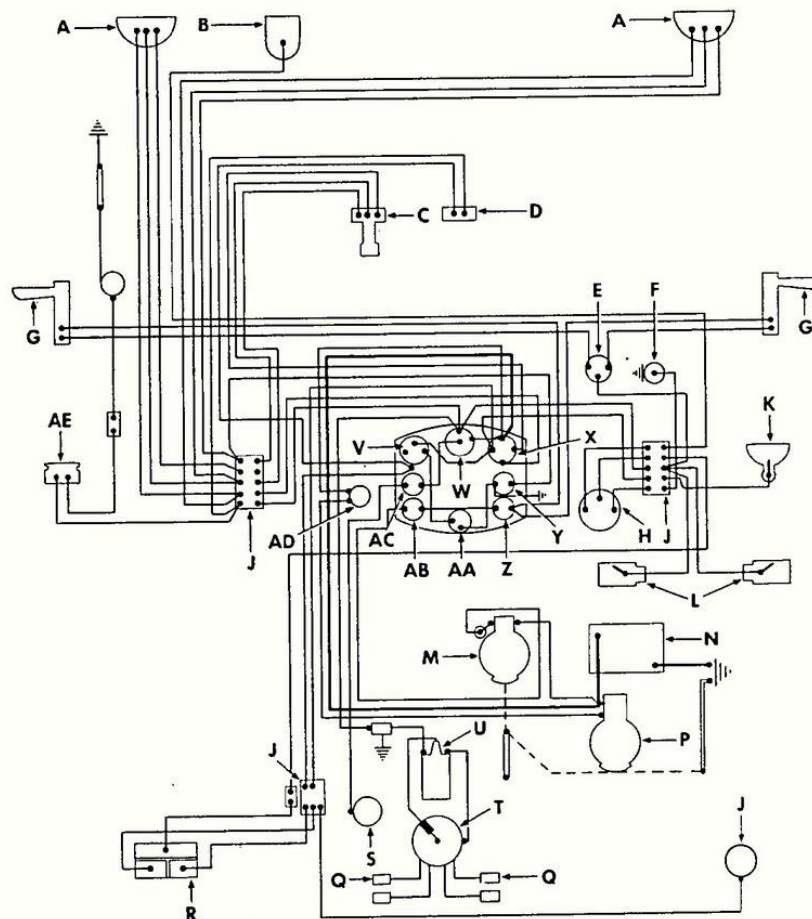 A B A
C D
E F
G G
AE K
V X
W
AD AC Y H J
J AB AA Z
L
M N
U P
J T J
S
Q Q
R